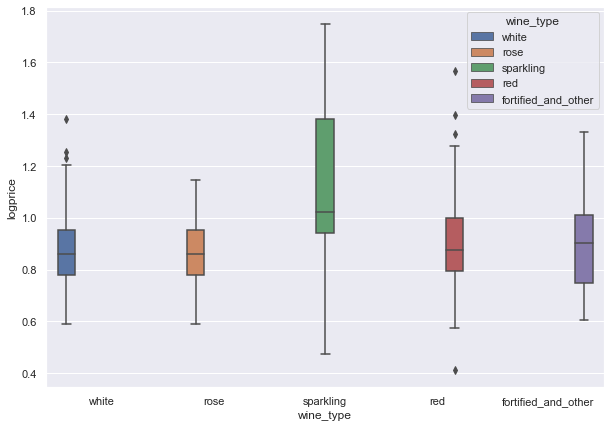 1.8
1.6
1.4
1.2
1.0
0.8
0.6
0.4
logprice
wine_type
white
rose
sparkling
red
fortified_and_other
white rose sparkling red fortified_and_other
wine_type